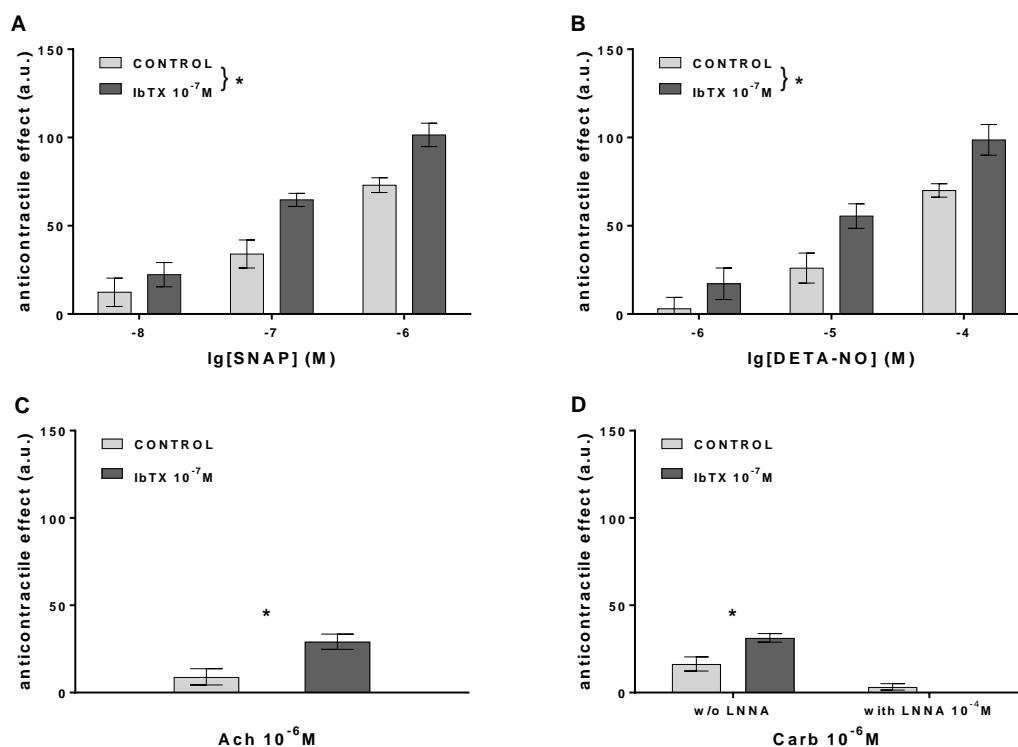 A
anticontractile effect (a.u.)
150
100
50
0
CONTROL
IbTX 10⁻⁷M
} *
-8 -7 -6
lg[SNAP] (M)
B
anticontractile effect (a.u.)
150
100
50
0
CONTROL
IbTX 10⁻⁷M
} *
-6 -5 -4
lg[DETA-NO] (M)
C
anticontractile effect (a.u.)
150
100
50
0
CONTROL
IbTX 10⁻⁷M
*
Ach 10⁻⁶M
D
anticontractile effect (a.u.)
150
100
50
0
CONTROL
IbTX 10⁻⁷M
*
w/o LNNA with LNNA 10⁻⁴M
Carb 10⁻⁶M